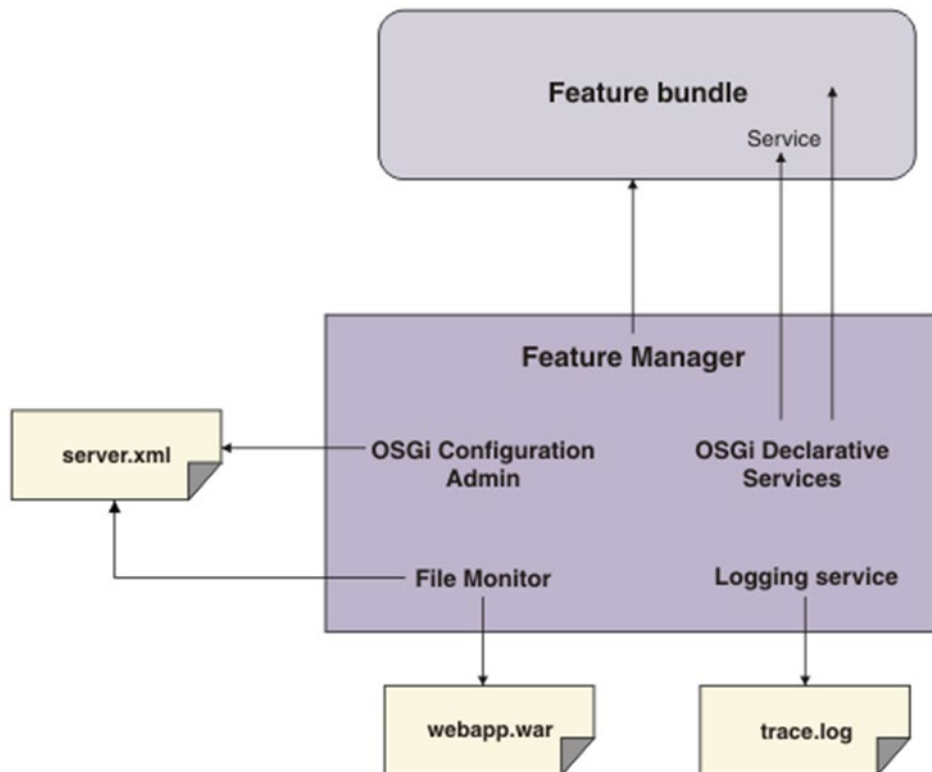 Feature bundle
Service
Feature Manager
server.xml
OSGi Configuration
Admin
OSGi Declarative
Services
File Monitor
Logging service
webapp.war
trace.log